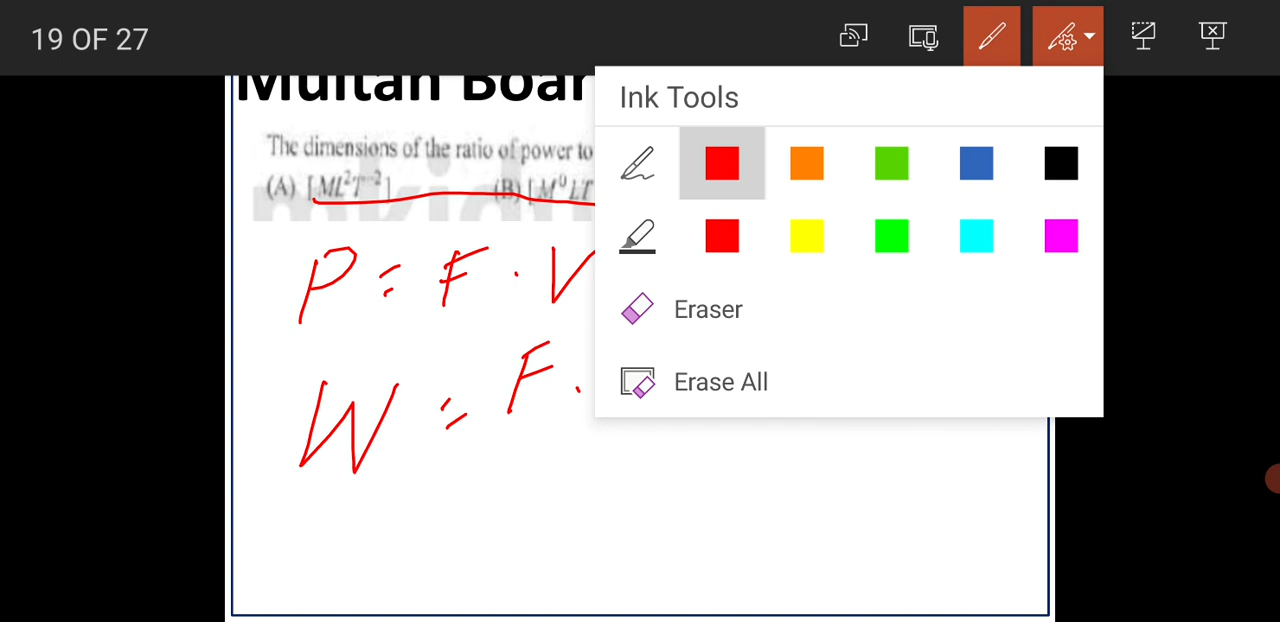 19 OF 27
Multan Boar
Ink Tools
The dimensions of the ratio of power to
(A) [ML²T⁻²] (B) [M⁰LT
P = F . V
Eraser
W = F .
Erase All